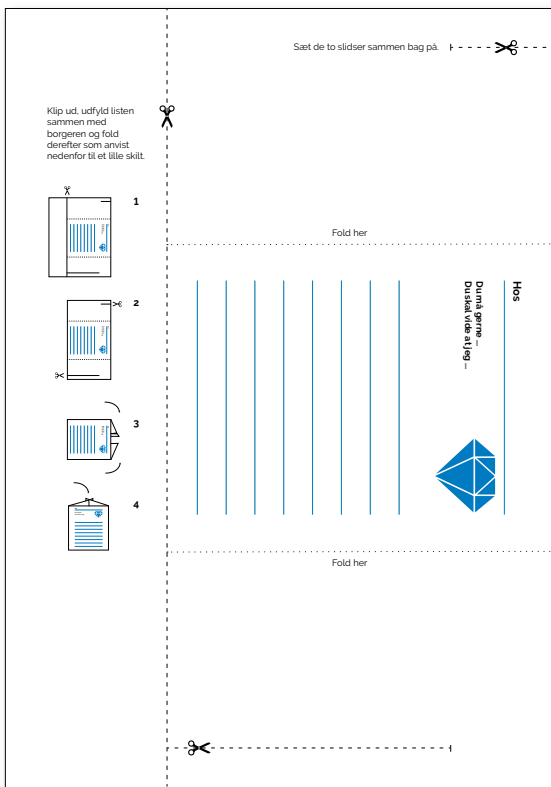 Sæt de to slidser sammen bag på.
Klip ud, udfyld listen
sammen med
borgeren og fold
derefter som anvist
nedenfor til et lille skilt.
1
2
3
4
Fold her
Hos
Du må gerne ...
Du skal vide at jeg ...
Fold her